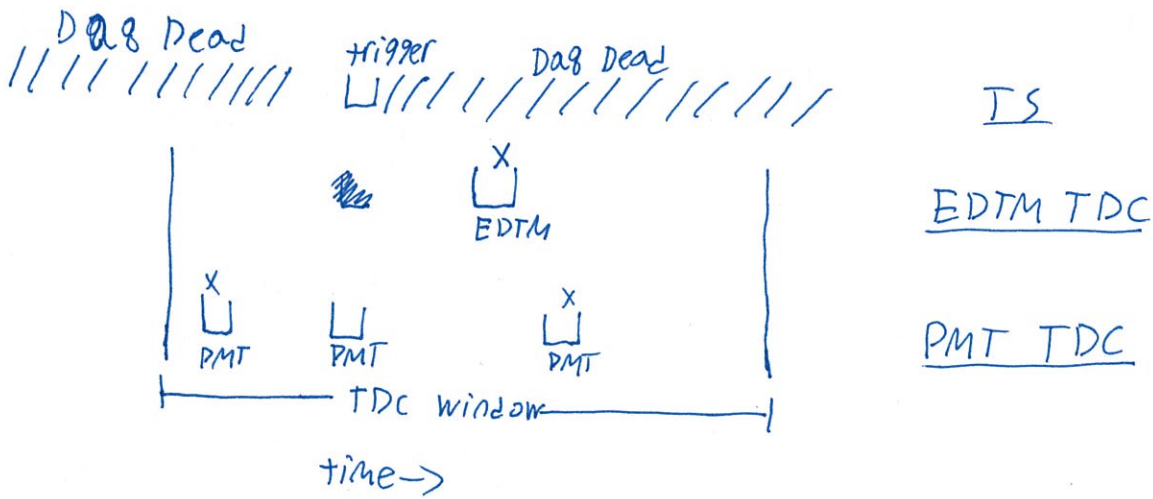 Daq Dead
trigger
Daq Dead
TS
X
EDTM
EDTM TDC
X
PMT
PMT
X
PMT
PMT TDC
TDC window
time->